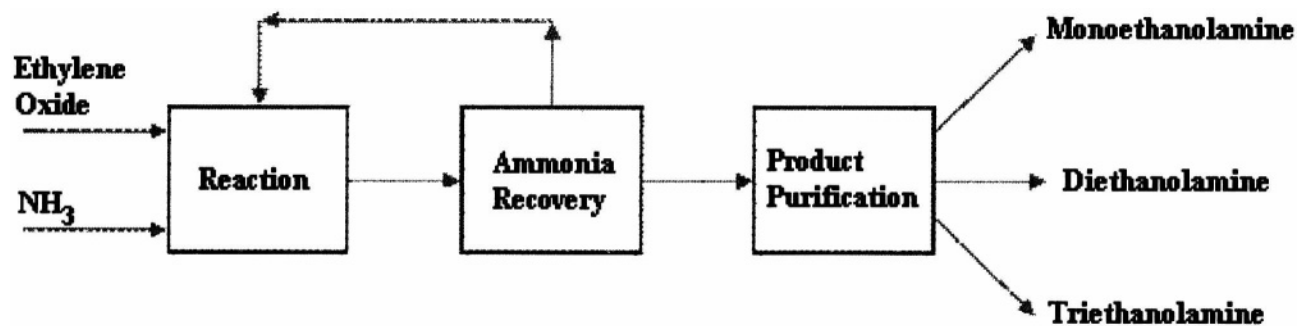 Ethylene
Oxide
NH₃
Reaction
Ammonia
Recovery
Product
Purification
Monoethanolamine
Diethanolamine
Triethanolamine